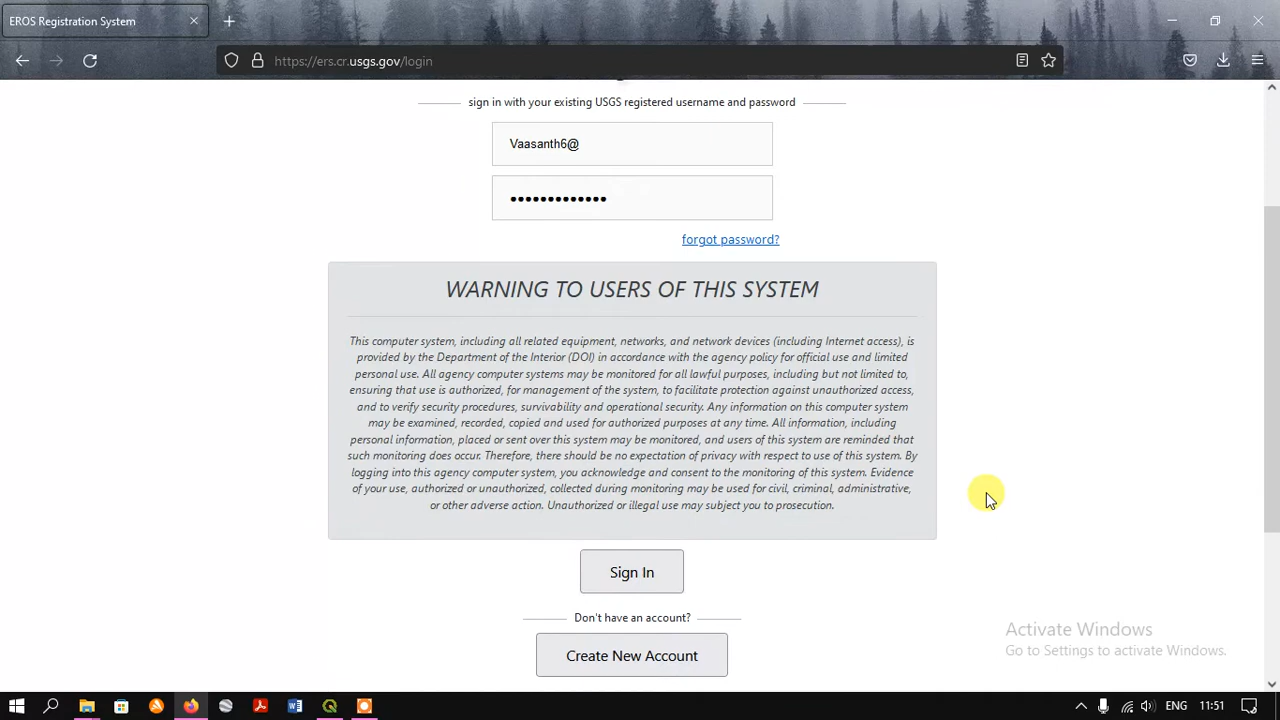 EROS Registration System
https://ers.cr.usgs.gov/login
sign in with your existing USGS registered username and password
Vaasanth6@
•••••••••••••
forgot password?
WARNING TO USERS OF THIS SYSTEM
This computer system, including all related equipment, networks, and network devices (including Internet access), is
provided by the Department of the Interior (DOI) in accordance with the agency policy for official use and limited
personal use. All agency computer systems may be monitored for all lawful purposes, including but not limited to,
ensuring that use is authorized, for management of the system, to facilitate protection against unauthorized access,
and to verify security procedures, survivability and operational security. Any information on this computer system
may be examined, recorded, copied and used for authorized purposes at any time. All information, including
personal information, placed or sent over this system may be monitored, and users of this system are reminded that
such monitoring does occur. Therefore, there should be no expectation of privacy with respect to use of this system. By
logging into this agency computer system, you acknowledge and consent to the monitoring of this system. Evidence
of your use, authorized or unauthorized, collected during monitoring may be used for civil, criminal, administrative,
or other adverse action. Unauthorized or illegal use may subject you to prosecution.
Sign In
Don't have an account?
Create New Account
Activate Windows
Go to Settings to activate Windows.
ENG
11:51